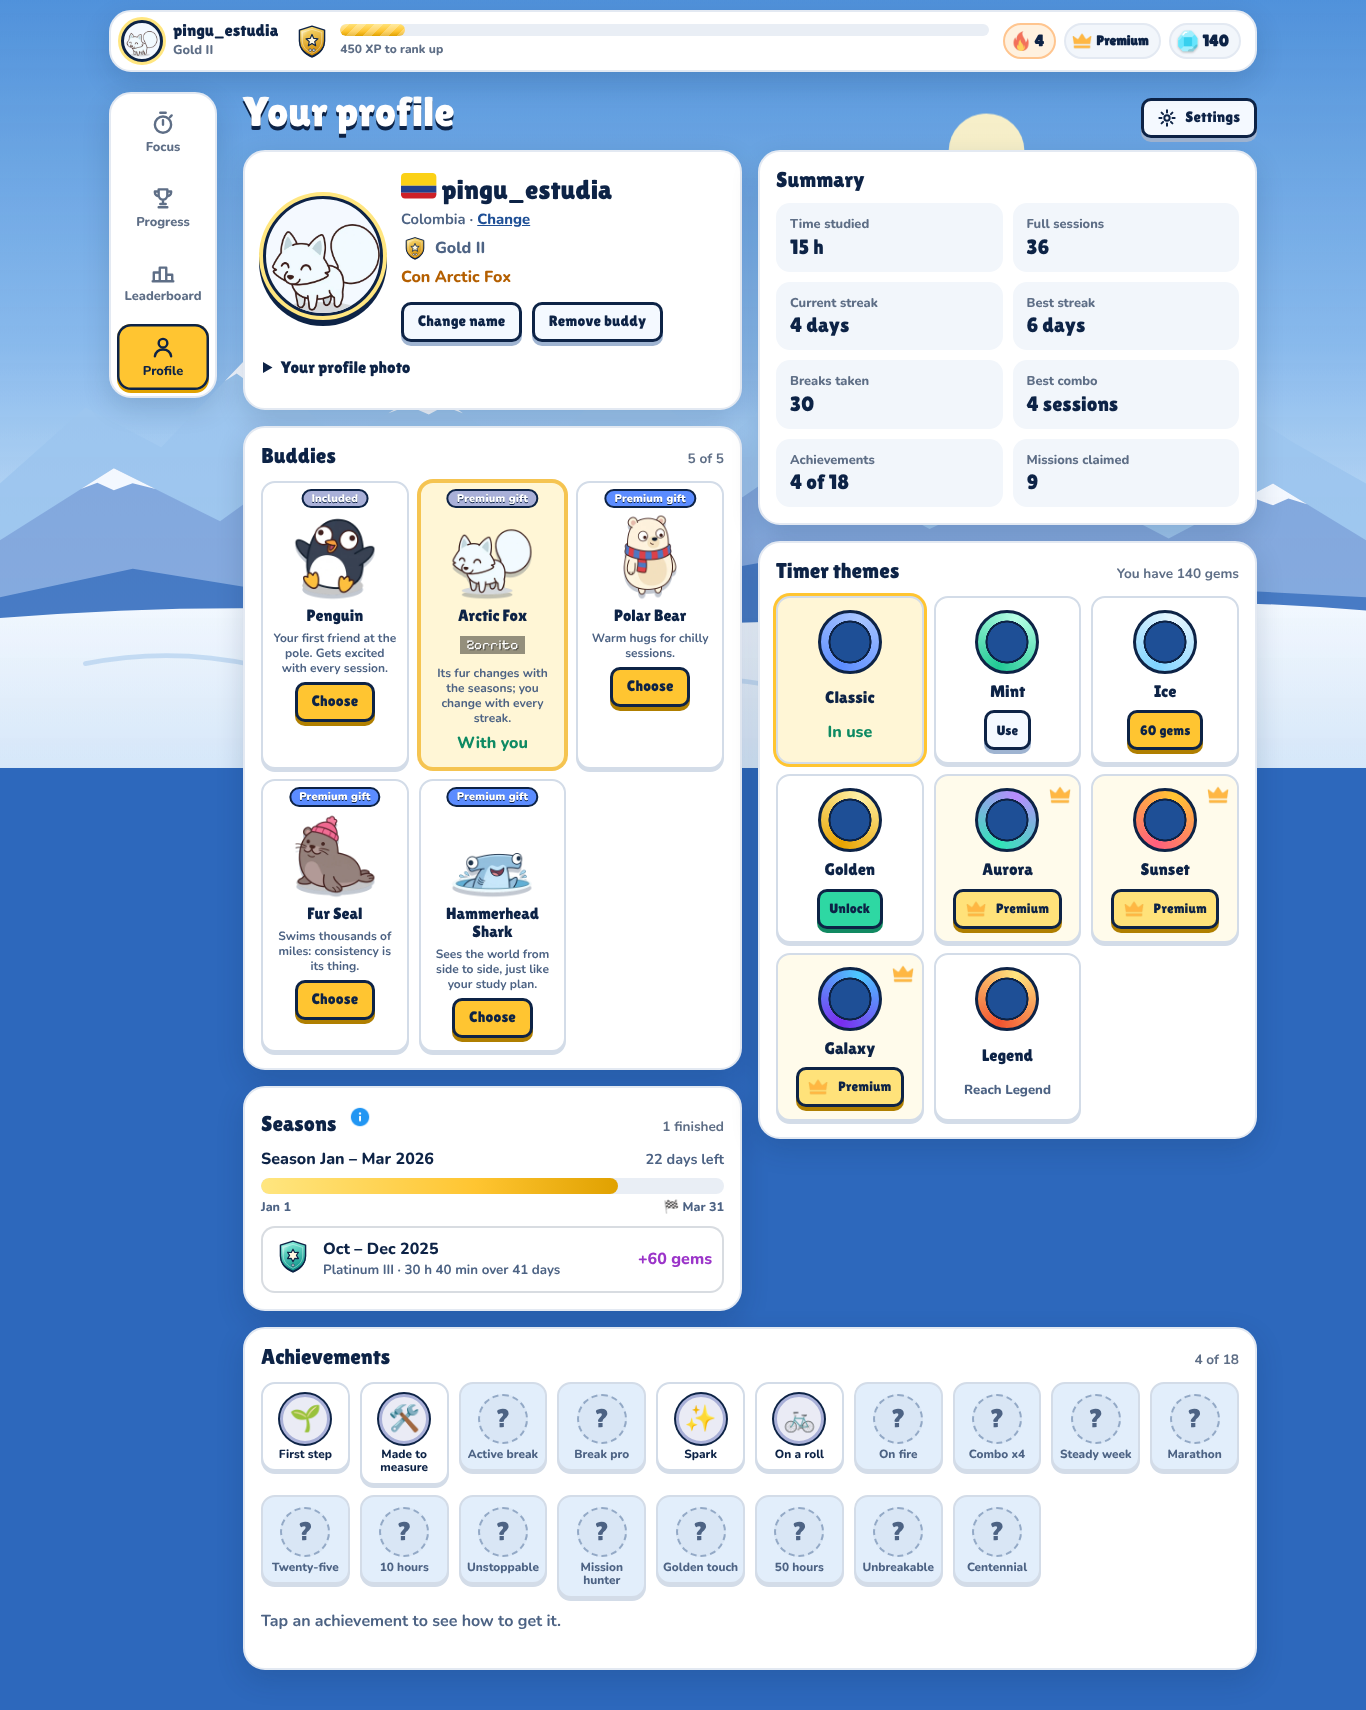 pingu_estudia
Gold II
450 XP to rank up
4
Premium
140
Focus
Progress
Leaderboard
Profile
Your profile
Settings
pingu_estudia
Colombia · Change
Gold II
Con Arctic Fox
Change name
Remove buddy
Your profile photo
Summary
Time studied
15 h
Full sessions
36
Current streak
4 days
Best streak
6 days
Breaks taken
30
Best combo
4 sessions
Achievements
4 of 18
Missions claimed
9
Buddies
5 of 5
Included
Penguin
Your first friend at the
pole. Gets excited
with every session.
Choose
Premium gift
Arctic Fox
Zorrito
Its fur changes with
the seasons; you
change with every
streak.
With you
Premium gift
Polar Bear
Warm hugs for chilly
sessions.
Choose
Premium gift
Fur Seal
Swims thousands of
miles: consistency is
its thing.
Choose
Premium gift
Hammerhead
Shark
Sees the world from
side to side, just like
your study plan.
Choose
Timer themes
You have 140 gems
Classic
In use
Mint
Use
Ice
60 gems
Golden
Unlock
Aurora
Premium
Sunset
Premium
Galaxy
Premium
Legend
Reach Legend
Seasons
1 finished
Season Jan – Mar 2026
22 days left
Jan 1
Mar 31
Oct – Dec 2025
Platinum III · 30 h 40 min over 41 days
+60 gems
Achievements
4 of 18
First step
Made to
measure
?
Active break
?
Break pro
Spark
On a roll
?
On fire
?
Combo x4
?
Steady week
?
Marathon
?
Twenty-five
?
10 hours
?
Unstoppable
?
Mission
hunter
?
Golden touch
?
50 hours
?
Unbreakable
?
Centennial
Tap an achievement to see how to get it.